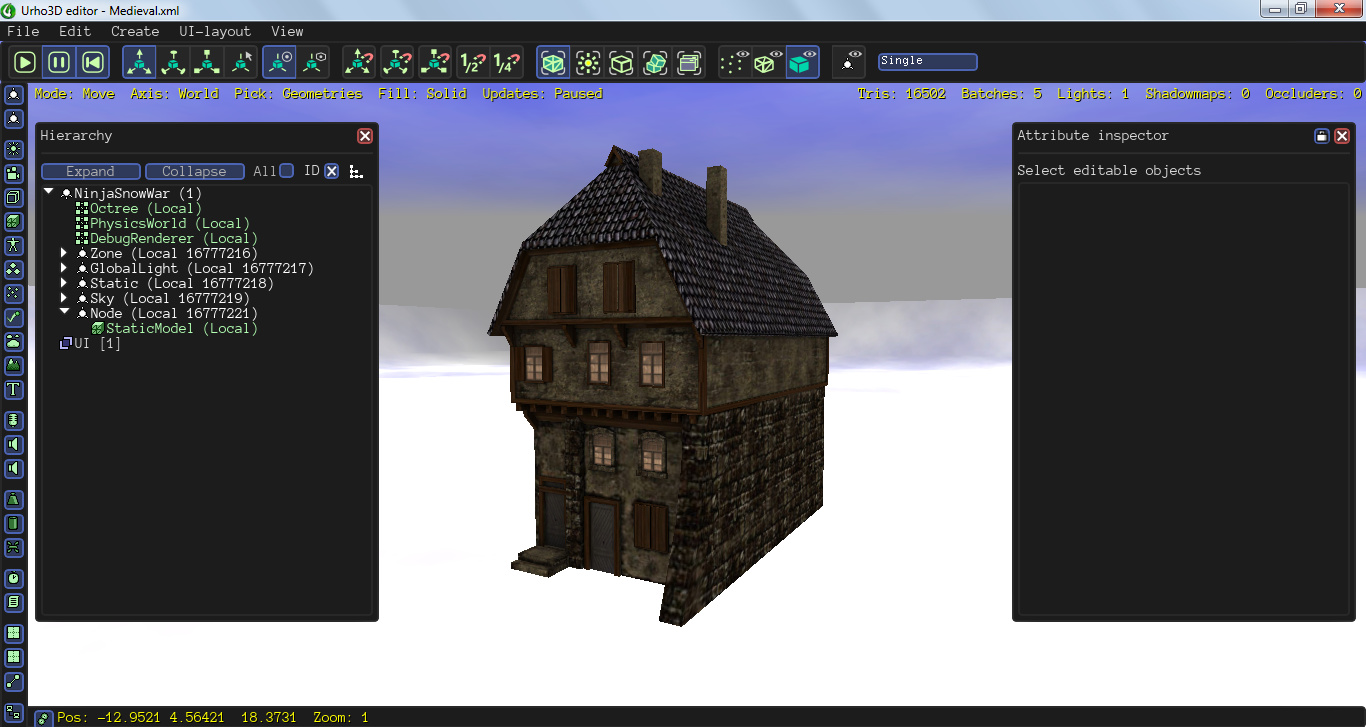 Urho3D editor - Medieval.xml
File Edit Create UI-layout View
1/2? 1/4? Single
Mode: Move Axis: World Pick: Geometries Fill: Solid Updates: Paused
Tris: 16502 Batches: 5 Lights: 1 Shadowmaps: 0 Occluders: 0
Hierarchy
Expand Collapse All ID
NinjaSnowWar (1)
Octree (Local)
PhysicsWorld (Local)
DebugRenderer (Local)
Zone (Local 16777216)
GlobalLight (Local 16777217)
Static (Local 16777218)
Sky (Local 16777219)
Node (Local 16777221)
StaticModel (Local)
UI [1]
Attribute inspector
Select editable objects
T
Pos: -12.9521 4.56421 18.3731 Zoom: 1